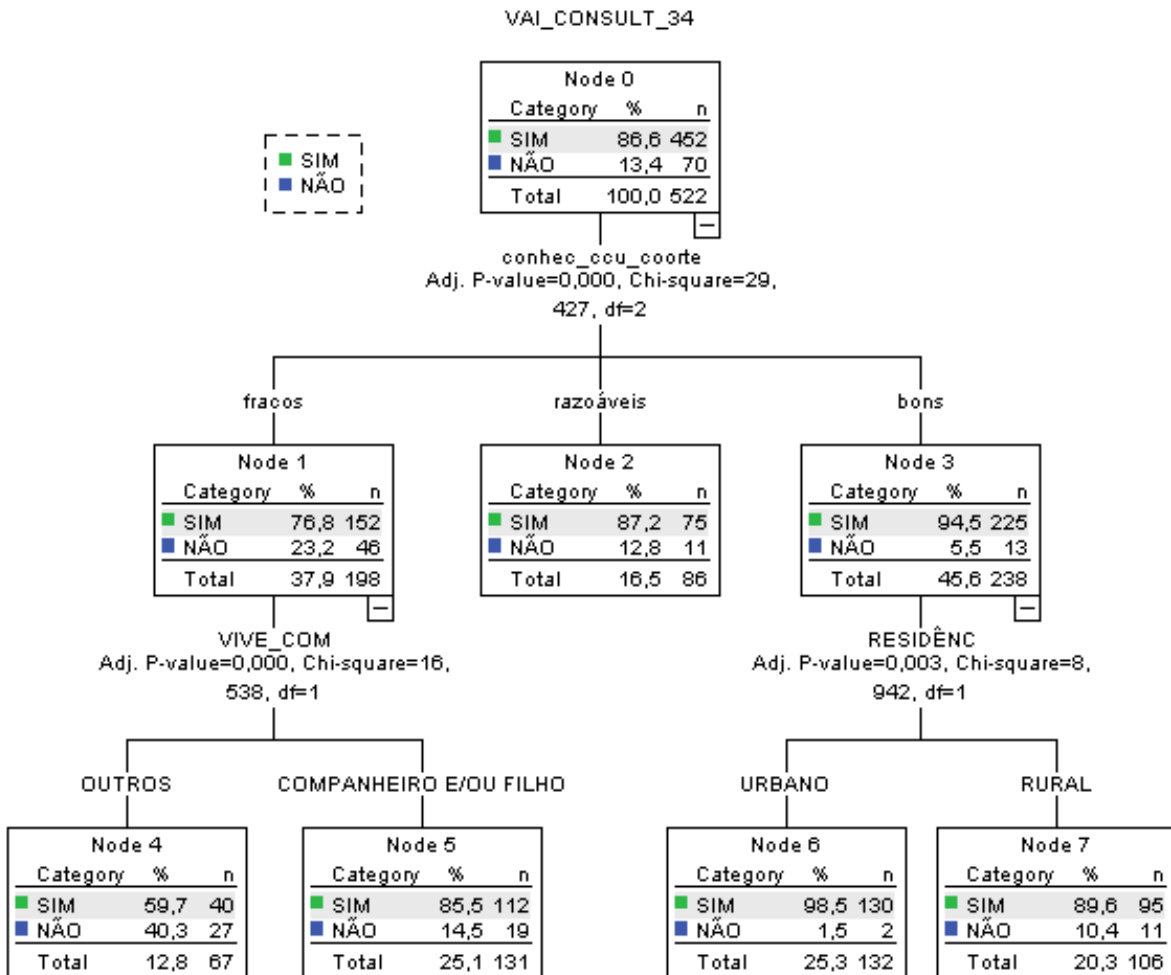 VAI_CONSULT_34
Node 0
Category % n
SIM 86,6 452
NÃO 13,4 70
Total 100,0 522
SIM
NÃO
conhec_ccu_coorte
Adj. P-value=0,000, Chi-square=29,
427, df=2
fracos
razoáveis
bons
Node 1
Category % n
SIM 76,8 152
NÃO 23,2 46
Total 37,9 198
Node 2
Category % n
SIM 87,2 75
NÃO 12,8 11
Total 16,5 86
Node 3
Category % n
SIM 94,5 225
NÃO 5,5 13
Total 45,6 238
VIVE_COM
Adj. P-value=0,000, Chi-square=16,
538, df=1
RESIDÊNC
Adj. P-value=0,003, Chi-square=8,
942, df=1
OUTROS
COMPANHEIRO E/OU FILHO
URBANO
RURAL
Node 4
Category % n
SIM 59,7 40
NÃO 40,3 27
Total 12,8 67
Node 5
Category % n
SIM 85,5 112
NÃO 14,5 19
Total 25,1 131
Node 6
Category % n
SIM 98,5 130
NÃO 1,5 2
Total 25,3 132
Node 7
Category % n
SIM 89,6 95
NÃO 10,4 11
Total 20,3 106